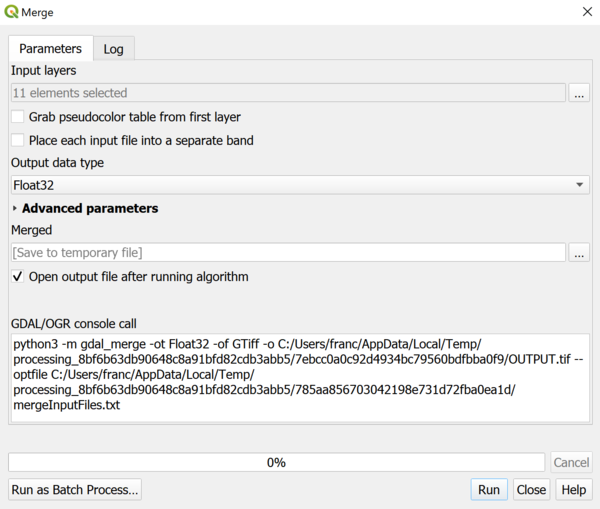 Merge
Parameters
Log
Input layers
11 elements selected
...
Grab pseudocolor table from first layer
Place each input file into a separate band
Output data type
Float32
Advanced parameters
Merged
[Save to temporary file]
...
Open output file after running algorithm
GDAL/OGR console call
python3 -m gdal_merge -ot Float32 -of GTiff -o C:/Users/franc/AppData/Local/Temp/
processing_8bf6b63db90648c8a91bfd82cdb3abb5/7ebcc0a0c92d4934bc79560bdfbba0f9/OUTPUT.tif --
optfile C:/Users/franc/AppData/Local/Temp/
processing_8bf6b63db90648c8a91bfd82cdb3abb5/785aa856703042198e731d72fba0ea1d/
mergeInputFiles.txt
0%
Cancel
Run as Batch Process...
Run
Close
Help